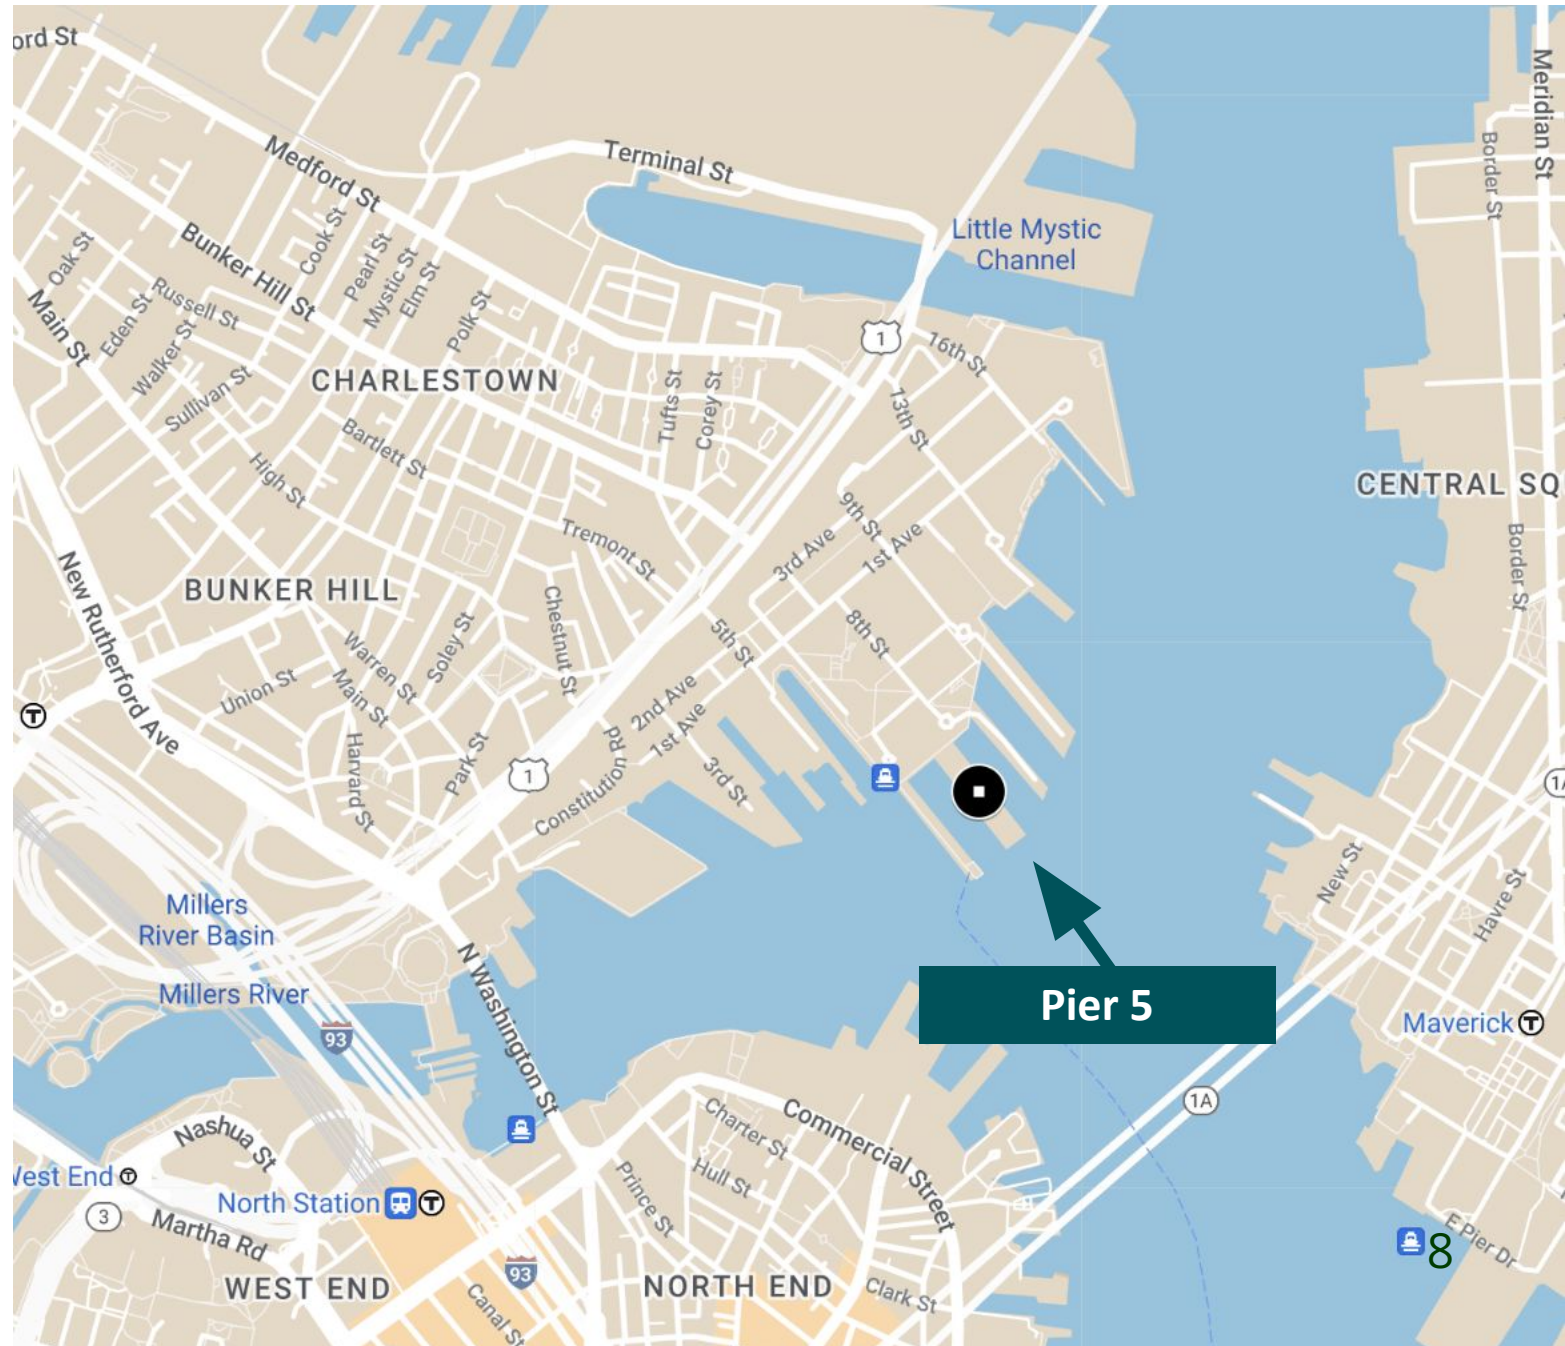 ord St
Meridian St
Terminal St
Medford St
Border St
Little Mystic
Channel
Bunker Hill St
Cook St
Pearl St
Mystic St
Elm St
Oak St
Russell St
Eden St
Main St
Walker St
Polk St
1
16th St
CHARLESTOWN
Sullivan St
Tufts St
Corey St
13th St
Bartlett St
High St
CENTRAL SQ
9th St
Tremont St
3rd Ave
1st Ave
Border St
New Rutherford Ave
BUNKER HILL
Chestnut St
Soley St
5th St
8th St
Warren St
Main St
Union St
2nd Ave
1st Ave
T
Harvard St
Park St
1
Constitution Rd
3rd St
1A
New St
Havre St
Millers
River Basin
N Washington St
Millers River
Pier 5
93
Maverick T
1A
Charter St
Commercial Street
Nashua St
Hull St
Prince St
West End T
North Station T
3
Martha Rd
E Pier Dr
8
93
WEST END
NORTH END
Clark St
Canal St